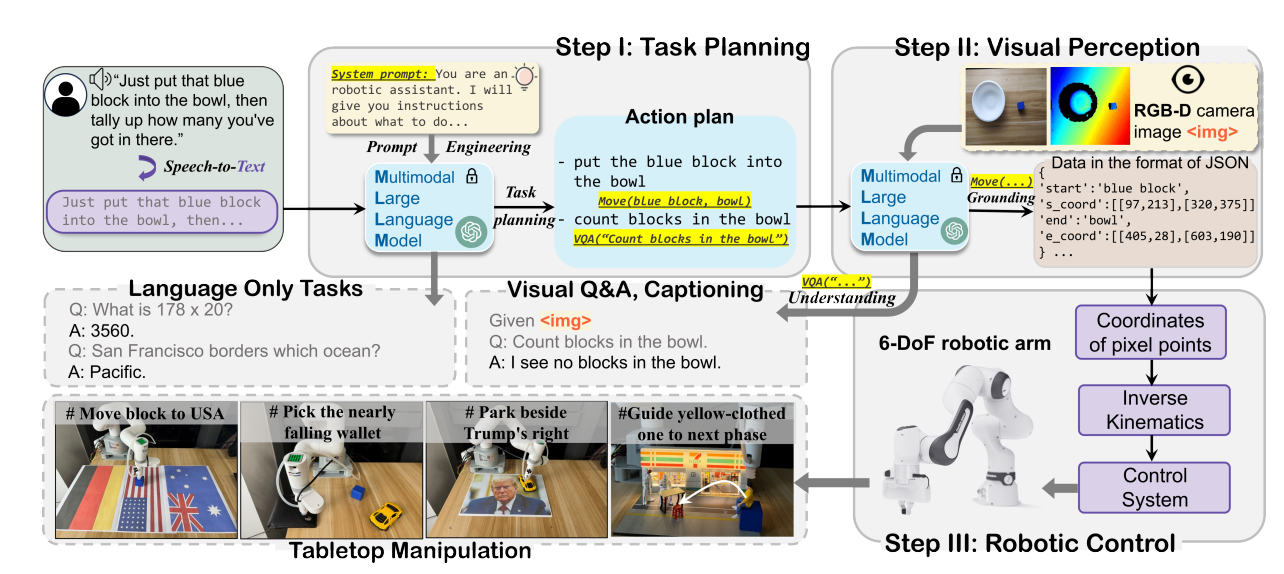 Step I: Task Planning
Step II: Visual Perception
“Just put that blue
block into the bowl, then
tally up how many you've
got in there.”
Speech-to-Text
Just put that blue block
into the bowl, then...
System prompt: You are an
robotic assistant. I will
give you instructions
about what to do...
Prompt Engineering
Multimodal
Large
Language
Model
Task
planning
Action plan
- put the blue block into
the bowl
Move(blue block, bowl)
- count blocks in the bowl
VQA(“Count blocks in the bowl”)
RGB-D camera
image <img>
Multimodal
Large
Language
Model
Move(...)
Grounding
Data in the format of JSON
{
'start':'blue block',
's_coord':[[97,213],[320,375]]
'end':'bowl',
'e_coord':[[405,28],[603,190]]
} ...
VQA(“...”)
Understanding
Language Only Tasks
Q: What is 178 x 20?
A: 3560.
Q: San Francisco borders which ocean?
A: Pacific.
Visual Q&A, Captioning
Given <img>
Q: Count blocks in the bowl.
A: I see no blocks in the bowl.
6-DoF robotic arm
Coordinates
of pixel points
Inverse
Kinematics
Control
System
Step III: Robotic Control
# Move block to USA
# Pick the nearly
falling wallet
# Park beside
Trump's right
#Guide yellow-clothed
one to next phase
Tabletop Manipulation